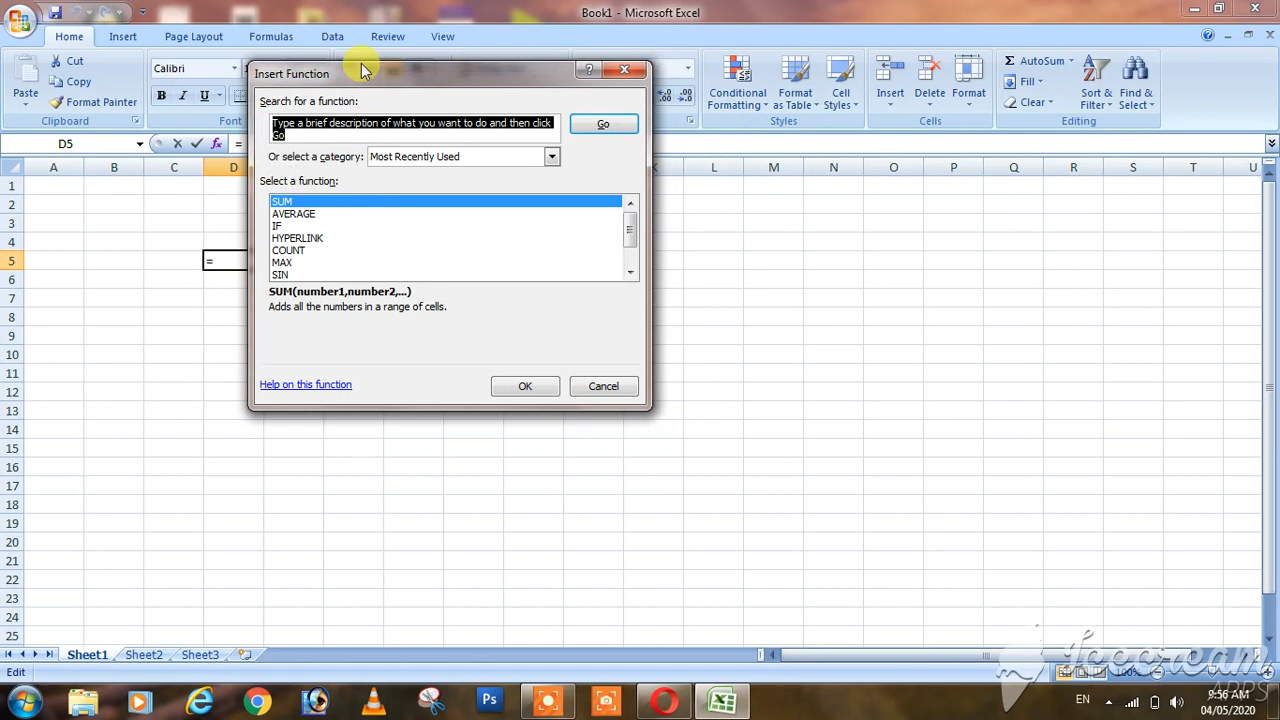 Book1 - Microsoft Excel
Home Insert Page Layout Formulas Data Review View
Paste
Cut
Copy
Format Painter
Clipboard
Calibri
B I U
Font
Conditional Formatting
Format as Table
Cell Styles
Styles
Insert Delete Format
Cells
Σ AutoSum
Fill
Clear
Sort & Filter
Find & Select
Editing
Insert Function
Search for a function:
Type a brief description of what you want to do and then click
Go
Go
Or select a category: Most Recently Used
Select a function:
SUM
AVERAGE
IF
HYPERLINK
COUNT
MAX
SIN
SUM(number1,number2,...)
Adds all the numbers in a range of cells.
Help on this function
OK Cancel
D5 fx =
A B C D K L M N O P Q R S T U
1
2
3
4
5 =
6
7
8
9
10
11
12
13
14
15
16
17
18
19
20
21
22
23
24
25
Sheet1 Sheet2 Sheet3
Edit
100%
Icecream
APPS
Ps
EN
9:56 AM
04/05/2020